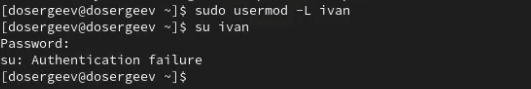 [dosergeev@dosergeev ~]$ sudo usermod -L ivan
[dosergeev@dosergeev ~]$ su ivan
Password:
su: Authentication failure
[dosergeev@dosergeev ~]$